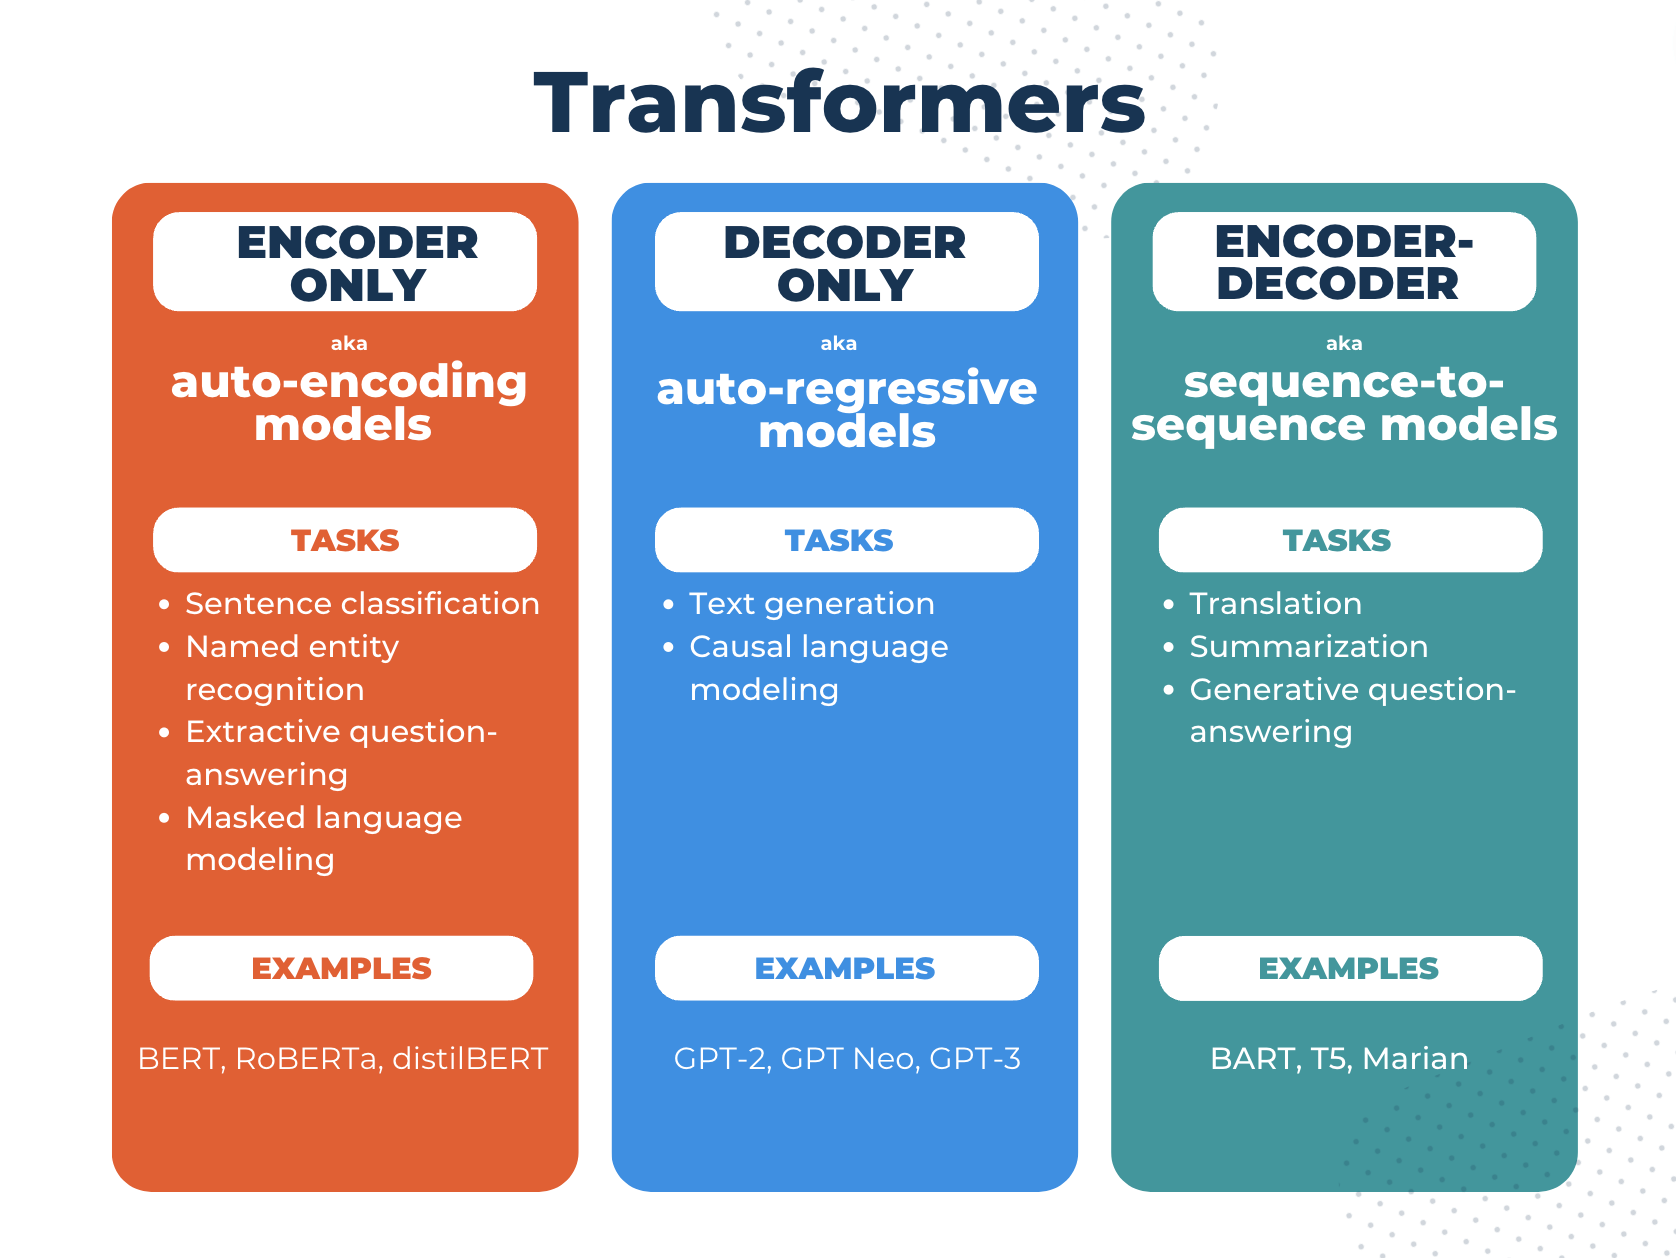 Transformers
ENCODER
ONLY
aka
auto-encoding
models
TASKS
• Sentence classification
• Named entity
recognition
• Extractive question-
answering
• Masked language
modeling
EXAMPLES
BERT, RoBERTa, distilBERT
DECODER
ONLY
aka
auto-regressive
models
TASKS
• Text generation
• Causal language
modeling
EXAMPLES
GPT-2, GPT Neo, GPT-3
ENCODER-
DECODER
aka
sequence-to-
sequence models
TASKS
• Translation
• Summarization
• Generative question-
answering
EXAMPLES
BART, T5, Marian